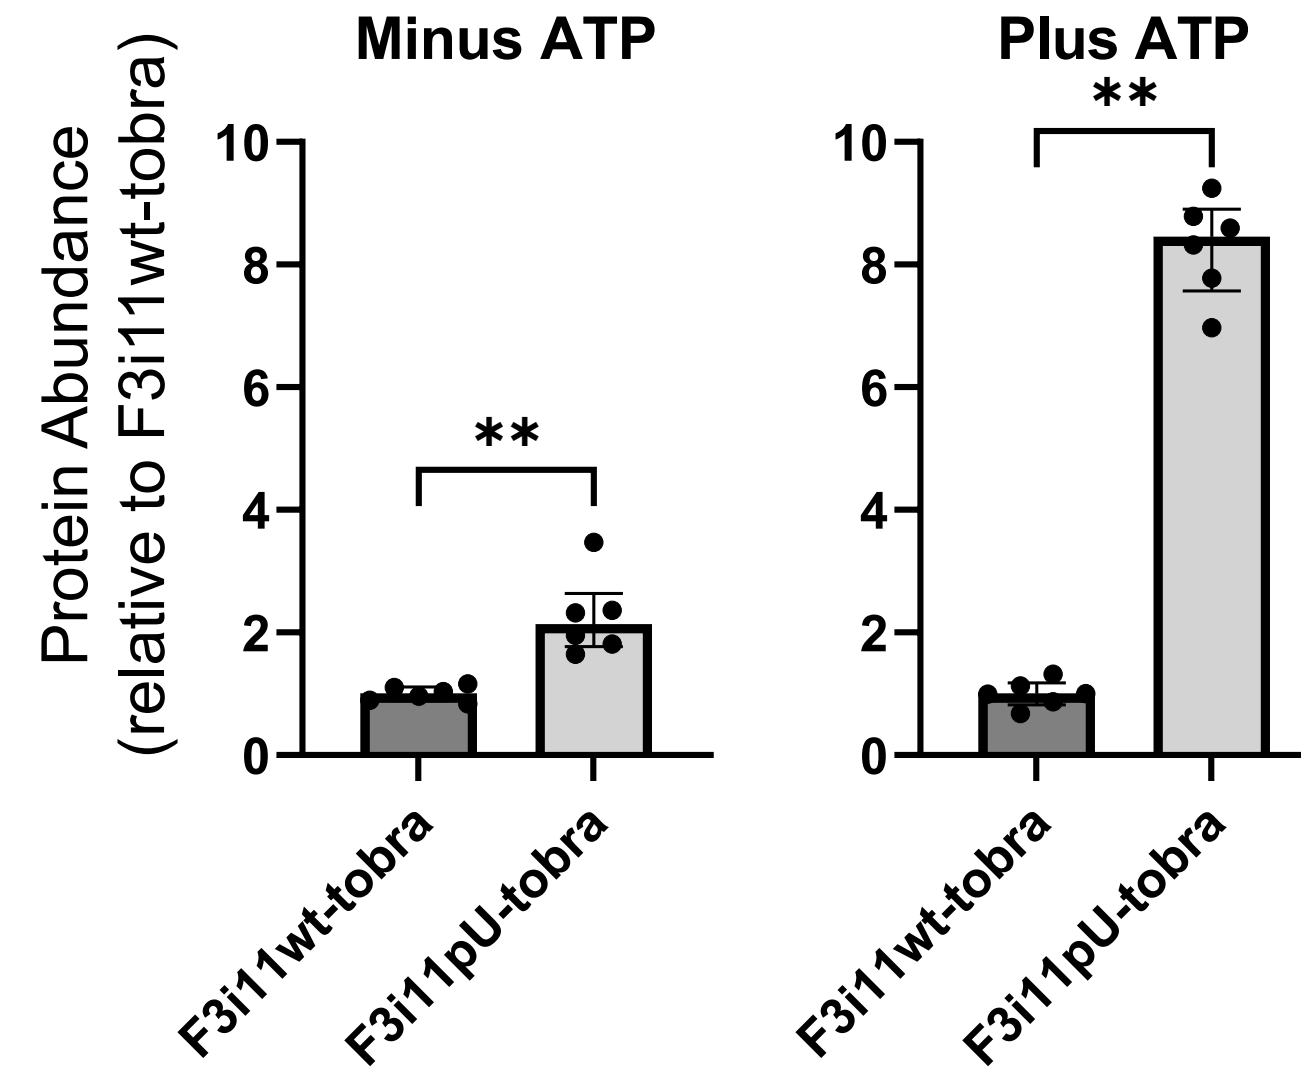 Minus ATP
Plus ATP
Protein Abundance
(relative to F3i11wt-tobra)
**
10
8
6
4
2
0
F3i11wt-tobra
F3i11pU-tobra
**
10
8
6
4
2
0
F3i11wt-tobra
F3i11pU-tobra